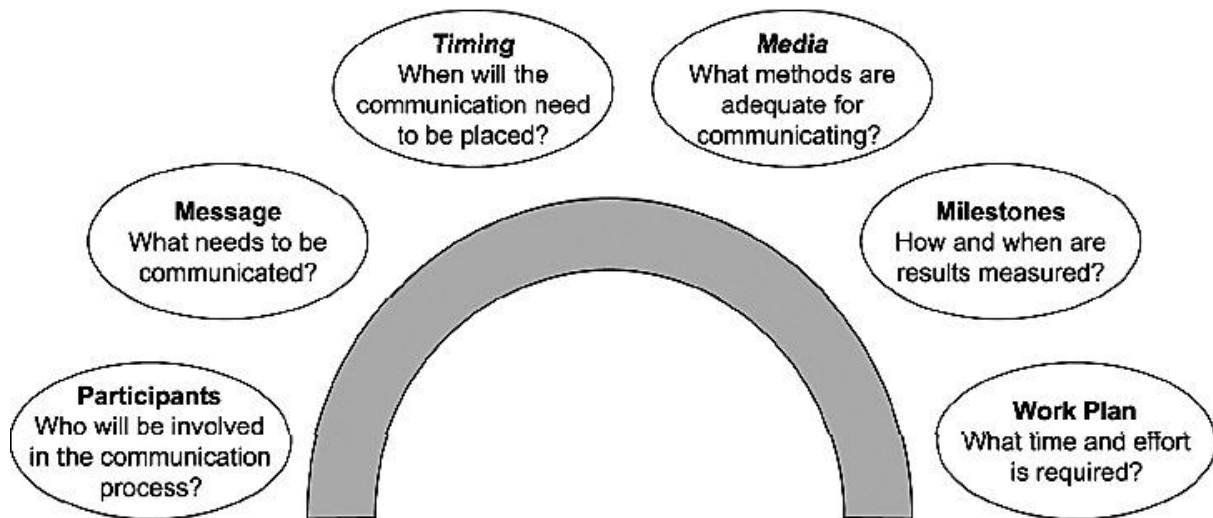 Timing
When will the
communication need
to be placed?
Media
What methods are
adequate for
communicating?
Message
What needs to be
communicated?
Milestones
How and when are
results measured?
Participants
Who will be involved
in the communication
process?
Work Plan
What time and effort
is required?